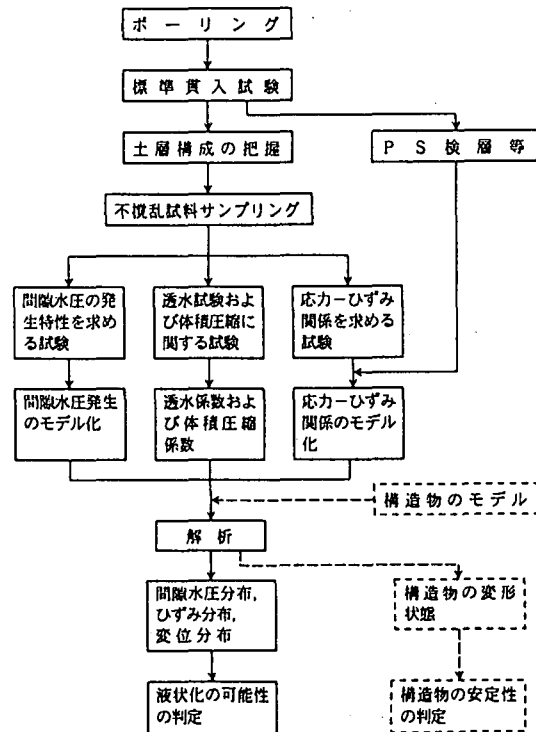 ボーリング
標準貫入試験
土層構成の把握
PS検層等
不攪乱試料サンプリング
間隙水圧の発
生特性を求め
る試験
透水試験およ
び体積圧縮に
関する試験
応力－ひずみ
関係を求める
試験
間隙水圧発生
のモデル化
透水係数およ
び体積圧縮
係数
応力－ひずみ
関係のモデル
化
構造物のモデル
解析
間隙水圧分布,
ひずみ分布,
変位分布
構造物の変形
状態
液状化の可能性
の判定
構造物の安定性
の判定